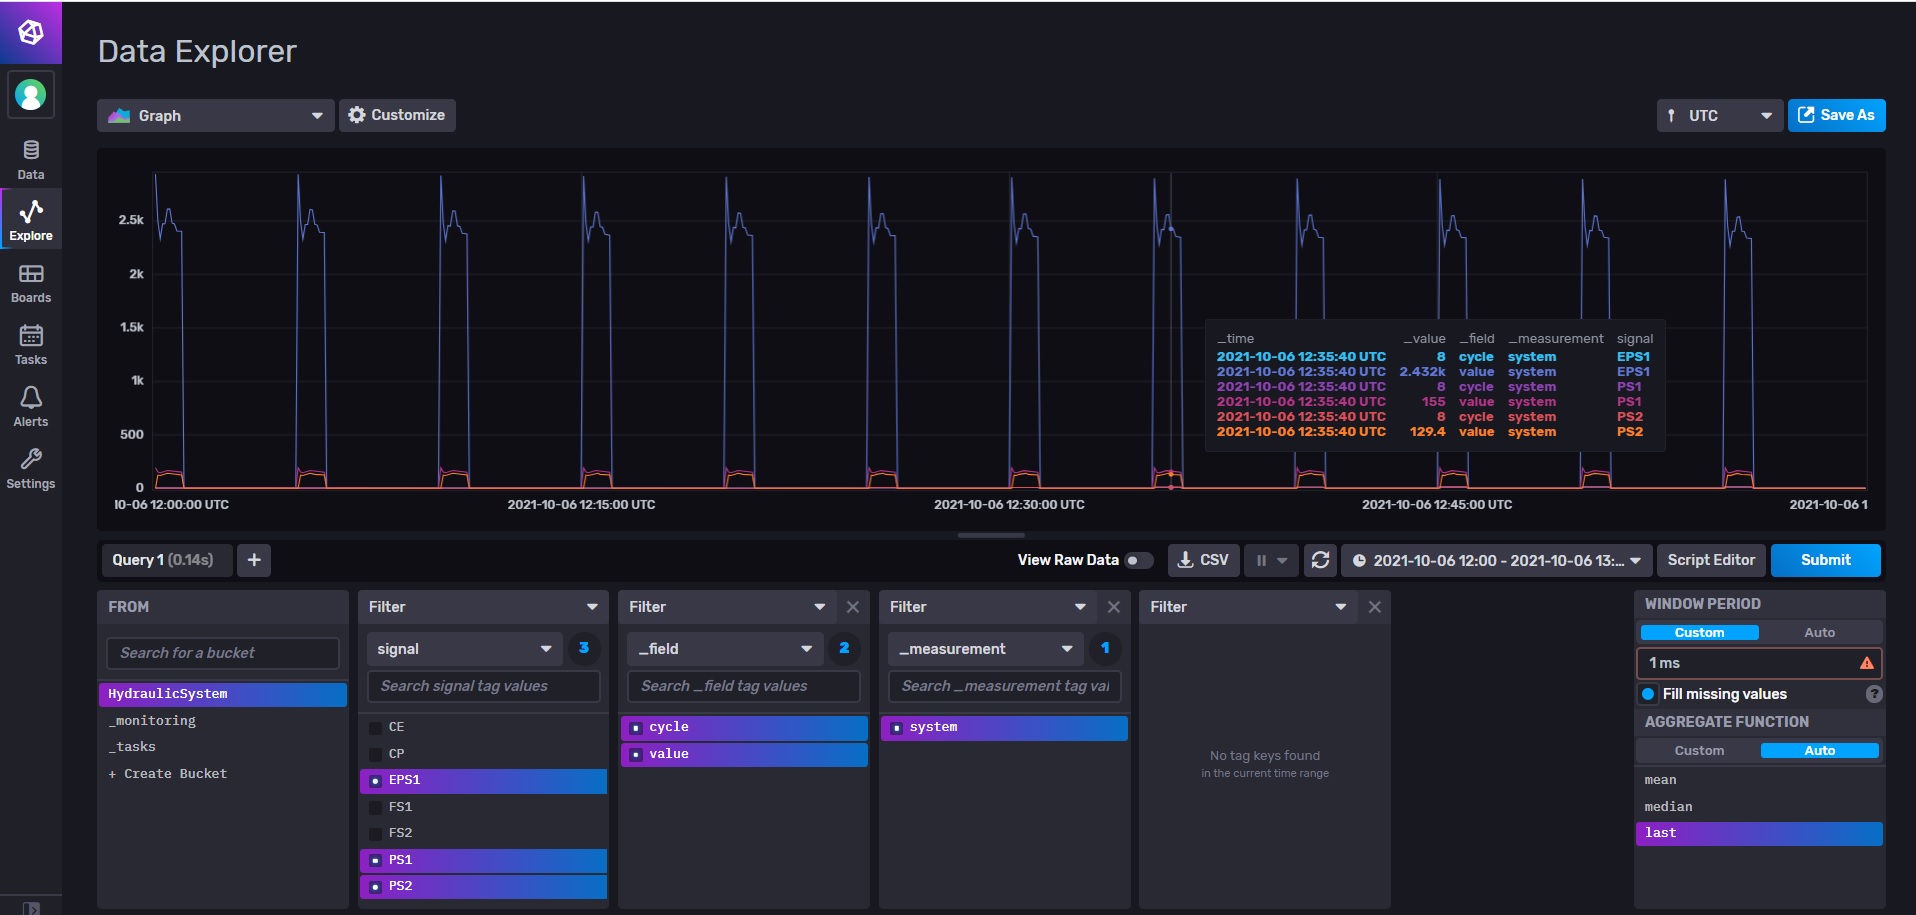 Data Explorer
Graph
Customize
UTC
Save As
Data
Explore
Boards
Tasks
Alerts
Settings
2.5k
2k
1.5k
1k
500
0
_time _value _field _measurement signal
2021-10-06 12:35:40 UTC 8 cycle system EPS1
2021-10-06 12:35:40 UTC 2.432k value system EPS1
2021-10-06 12:35:40 UTC 8 cycle system PS1
2021-10-06 12:35:40 UTC 155 value system PS1
2021-10-06 12:35:40 UTC 8 cycle system PS2
2021-10-06 12:35:40 UTC 129.4 value system PS2
10-06 12:00:00 UTC 2021-10-06 12:15:00 UTC 2021-10-06 12:30:00 UTC 2021-10-06 12:45:00 UTC 2021-10-06 1
Query 1 (0.14s)
+
View Raw Data
CSV
2021-10-06 12:00 - 2021-10-06 13:...
Script Editor
Submit
FROM
Search for a bucket
HydraulicSystem
_monitoring
_tasks
+ Create Bucket
Filter
signal
3
Search signal tag values
CE
CP
EPS1
FS1
FS2
PS1
PS2
Filter
_field
2
Search _field tag values
cycle
value
Filter
_measurement
1
Search _measurement tag val
system
Filter
No tag keys found
in the current time range
WINDOW PERIOD
Custom Auto
1ms
Fill missing values
?
AGGREGATE FUNCTION
Custom Auto
mean
median
last